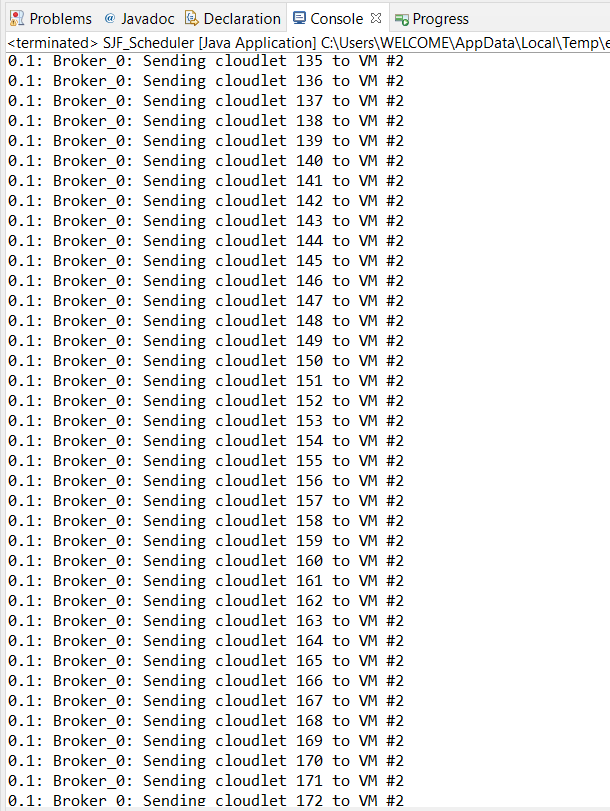 Problems @ Javadoc Declaration Console Progress
<terminated> SJF_Scheduler [Java Application] C:\Users\WELCOME\AppData\Local\Temp\e
0.1: Broker_0: Sending cloudlet 135 to VM #2
0.1: Broker_0: Sending cloudlet 136 to VM #2
0.1: Broker_0: Sending cloudlet 137 to VM #2
0.1: Broker_0: Sending cloudlet 138 to VM #2
0.1: Broker_0: Sending cloudlet 139 to VM #2
0.1: Broker_0: Sending cloudlet 140 to VM #2
0.1: Broker_0: Sending cloudlet 141 to VM #2
0.1: Broker_0: Sending cloudlet 142 to VM #2
0.1: Broker_0: Sending cloudlet 143 to VM #2
0.1: Broker_0: Sending cloudlet 144 to VM #2
0.1: Broker_0: Sending cloudlet 145 to VM #2
0.1: Broker_0: Sending cloudlet 146 to VM #2
0.1: Broker_0: Sending cloudlet 147 to VM #2
0.1: Broker_0: Sending cloudlet 148 to VM #2
0.1: Broker_0: Sending cloudlet 149 to VM #2
0.1: Broker_0: Sending cloudlet 150 to VM #2
0.1: Broker_0: Sending cloudlet 151 to VM #2
0.1: Broker_0: Sending cloudlet 152 to VM #2
0.1: Broker_0: Sending cloudlet 153 to VM #2
0.1: Broker_0: Sending cloudlet 154 to VM #2
0.1: Broker_0: Sending cloudlet 155 to VM #2
0.1: Broker_0: Sending cloudlet 156 to VM #2
0.1: Broker_0: Sending cloudlet 157 to VM #2
0.1: Broker_0: Sending cloudlet 158 to VM #2
0.1: Broker_0: Sending cloudlet 159 to VM #2
0.1: Broker_0: Sending cloudlet 160 to VM #2
0.1: Broker_0: Sending cloudlet 161 to VM #2
0.1: Broker_0: Sending cloudlet 162 to VM #2
0.1: Broker_0: Sending cloudlet 163 to VM #2
0.1: Broker_0: Sending cloudlet 164 to VM #2
0.1: Broker_0: Sending cloudlet 165 to VM #2
0.1: Broker_0: Sending cloudlet 166 to VM #2
0.1: Broker_0: Sending cloudlet 167 to VM #2
0.1: Broker_0: Sending cloudlet 168 to VM #2
0.1: Broker_0: Sending cloudlet 169 to VM #2
0.1: Broker_0: Sending cloudlet 170 to VM #2
0.1: Broker_0: Sending cloudlet 171 to VM #2
0.1: Broker_0: Sending cloudlet 172 to VM #2